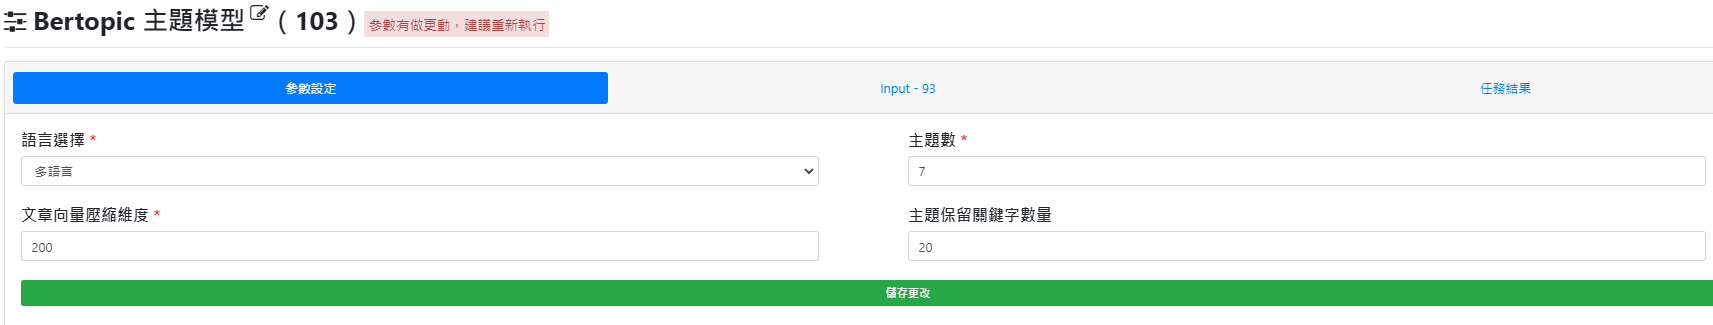 Bertopic 主題模型 ( 103 ) 參數有做更動，建議重新執行
參數設定 Input - 93 任務結果
語言選擇 * 主題數 *
多語言 7
文章向量壓縮維度 * 主題保留關鍵字數量
200 20
儲存更改